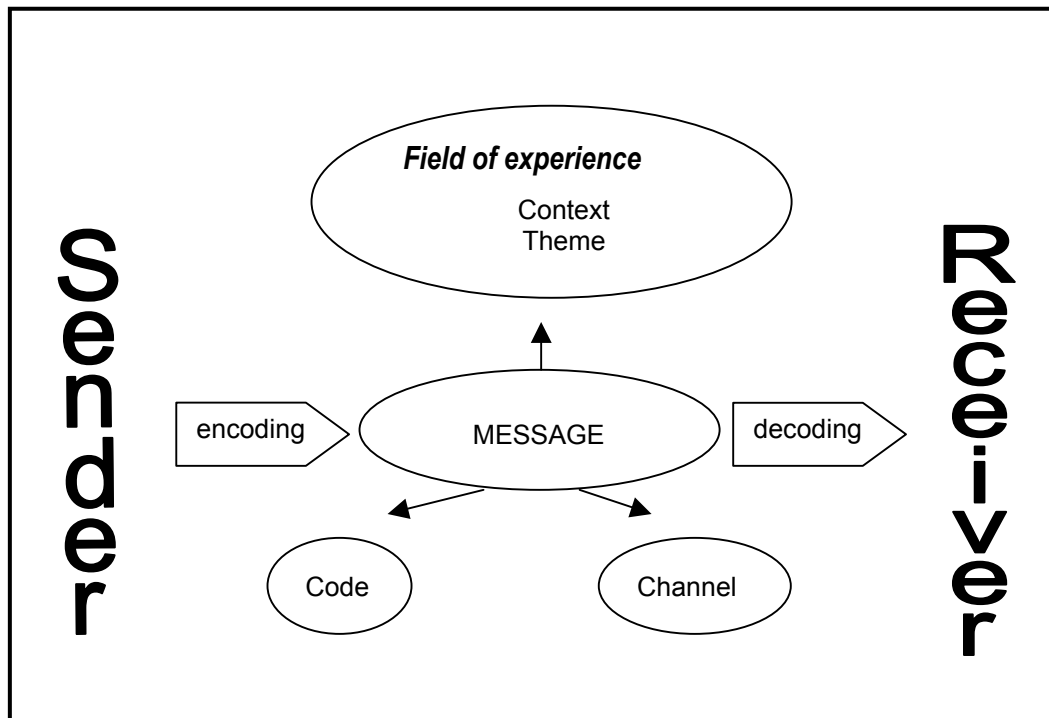 Field of experience
Context
Theme
Sender
encoding
MESSAGE
decoding
Receiver
Code
Channel